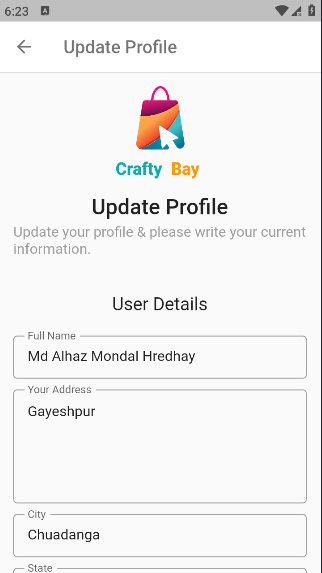 6:23 A
Update Profile
Crafty Bay
Update Profile
Update your profile & please write your current
information.
User Details
Full Name
Md Alhaz Mondal Hredhay
Your Address
Gayeshpur
City
Chuadanga
State